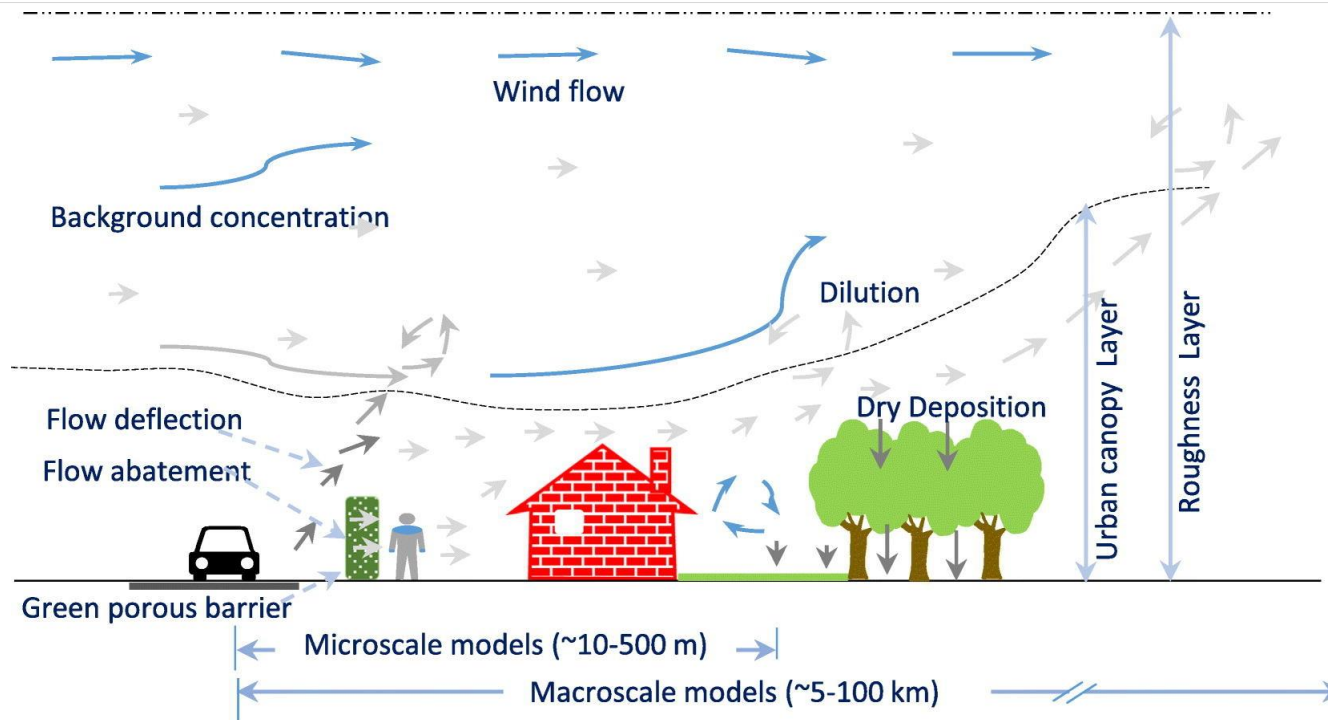 Wind flow
Background concentration
Dilution
Flow deflection
Dry Deposition
Flow abatement
Urban canopy Layer
Roughness Layer
Green porous barrier
Microscale models (~10-500 m)
Macroscale models (~5-100 km)